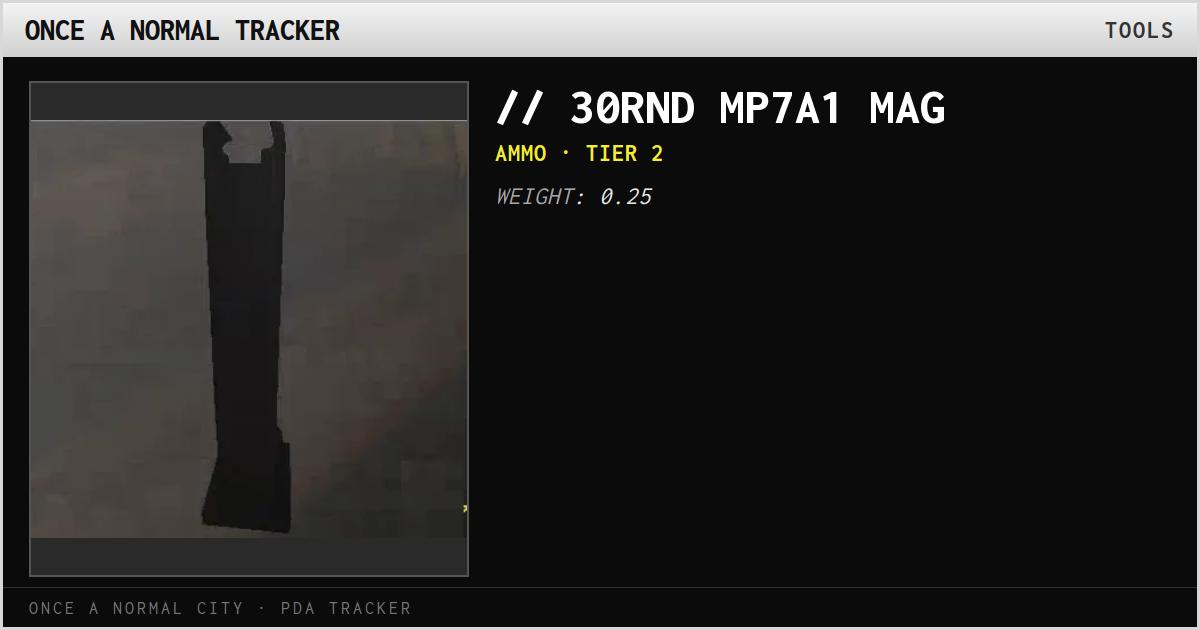 ONCE A NORMAL TRACKER
TOOLS
// 30RND MP7A1 MAG
AMMO · TIER 2
WEIGHT: 0.25
ONCE A NORMAL CITY · PDA TRACKER